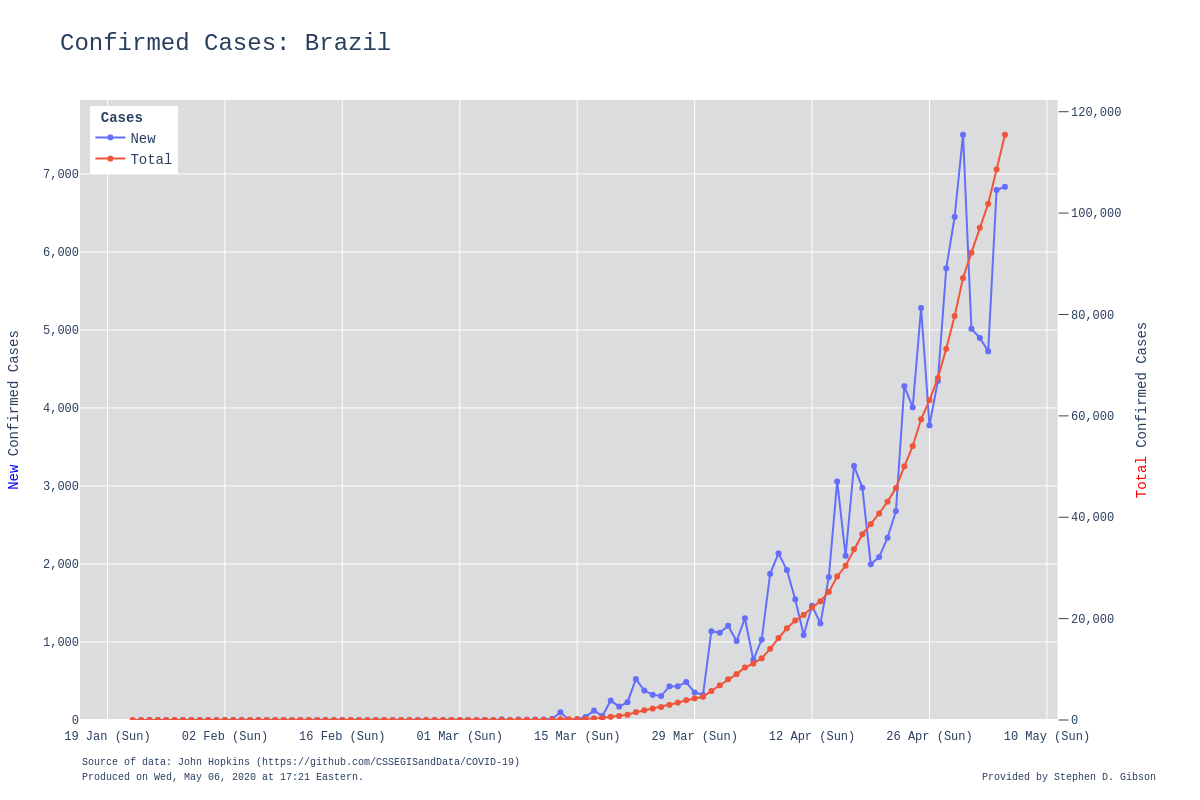 Confirmed Cases: Brazil
Cases
New
Total
120,000
7,000
100,000
6,000
80,000
5,000
4,000
60,000
3,000
40,000
2,000
20,000
1,000
0
0
New Confirmed Cases
Total Confirmed Cases
19 Jan (Sun) 02 Feb (Sun) 16 Feb (Sun) 01 Mar (Sun) 15 Mar (Sun) 29 Mar (Sun) 12 Apr (Sun) 26 Apr (Sun) 10 May (Sun)
Source of data: John Hopkins (https://github.com/CSSEGISandData/COVID-19)
Produced on Wed, May 06, 2020 at 17:21 Eastern.
Provided by Stephen D. Gibson